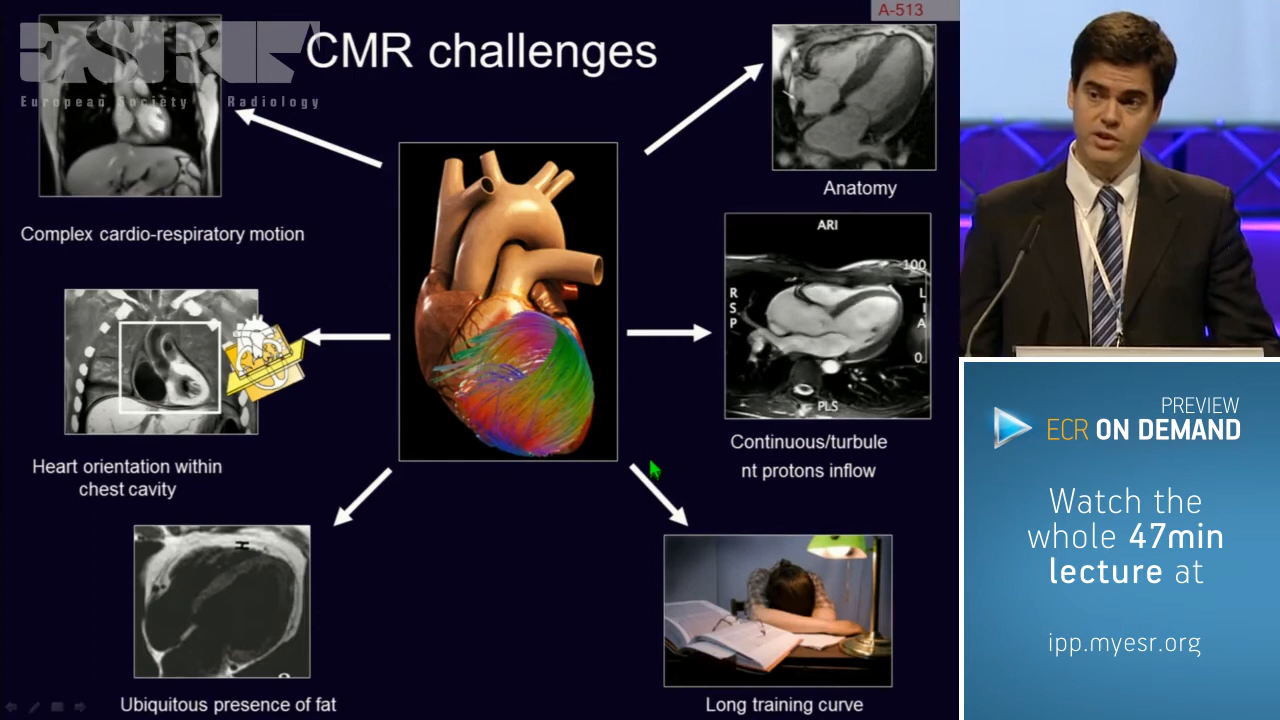 A-513
ESR
European Society of Radiology
CMR challenges
Complex cardio-respiratory motion
Anatomy
ARI
100
RSP
LIA
0
PLS
Heart orientation within
chest cavity
Continuous/turbule
nt protons inflow
Ubiquitous presence of fat
Long training curve
PREVIEW
ECR ON DEMAND
Watch the
whole 47min
lecture at
ipp.myesr.org